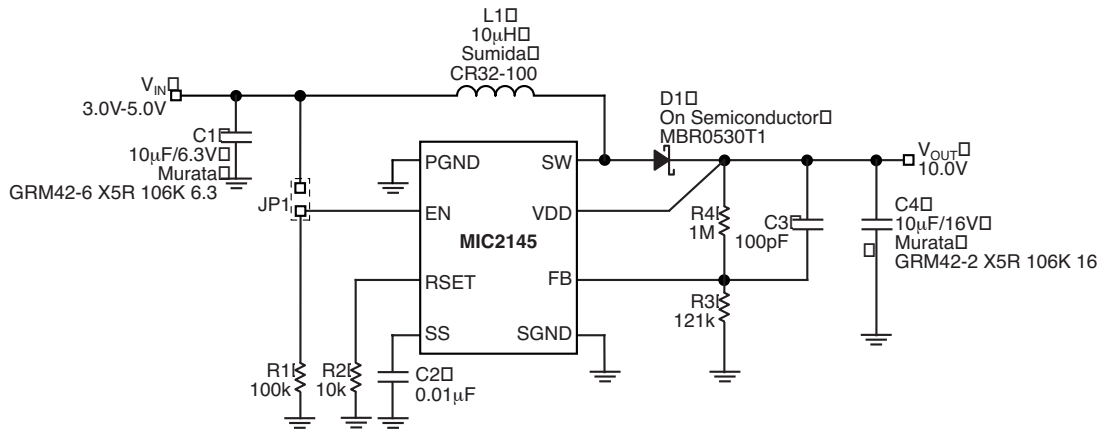 L1
10μH
Sumida
CR32-100
VIN
3.0V-5.0V
C1
10μF/6.3V
Murata
GRM42-6 X5R 106K 6.3
JP1
D1
On Semiconductor
MBR0530T1
VOUT
10.0V
PGND
SW
EN
VDD
MIC2145
RSET
FB
SS
SGND
R4
1M
C3
100pF
C4
10μF/16V
Murata
GRM42-2 X5R 106K 16
R3
121k
R1
100k
R2
10k
C2
0.01μF